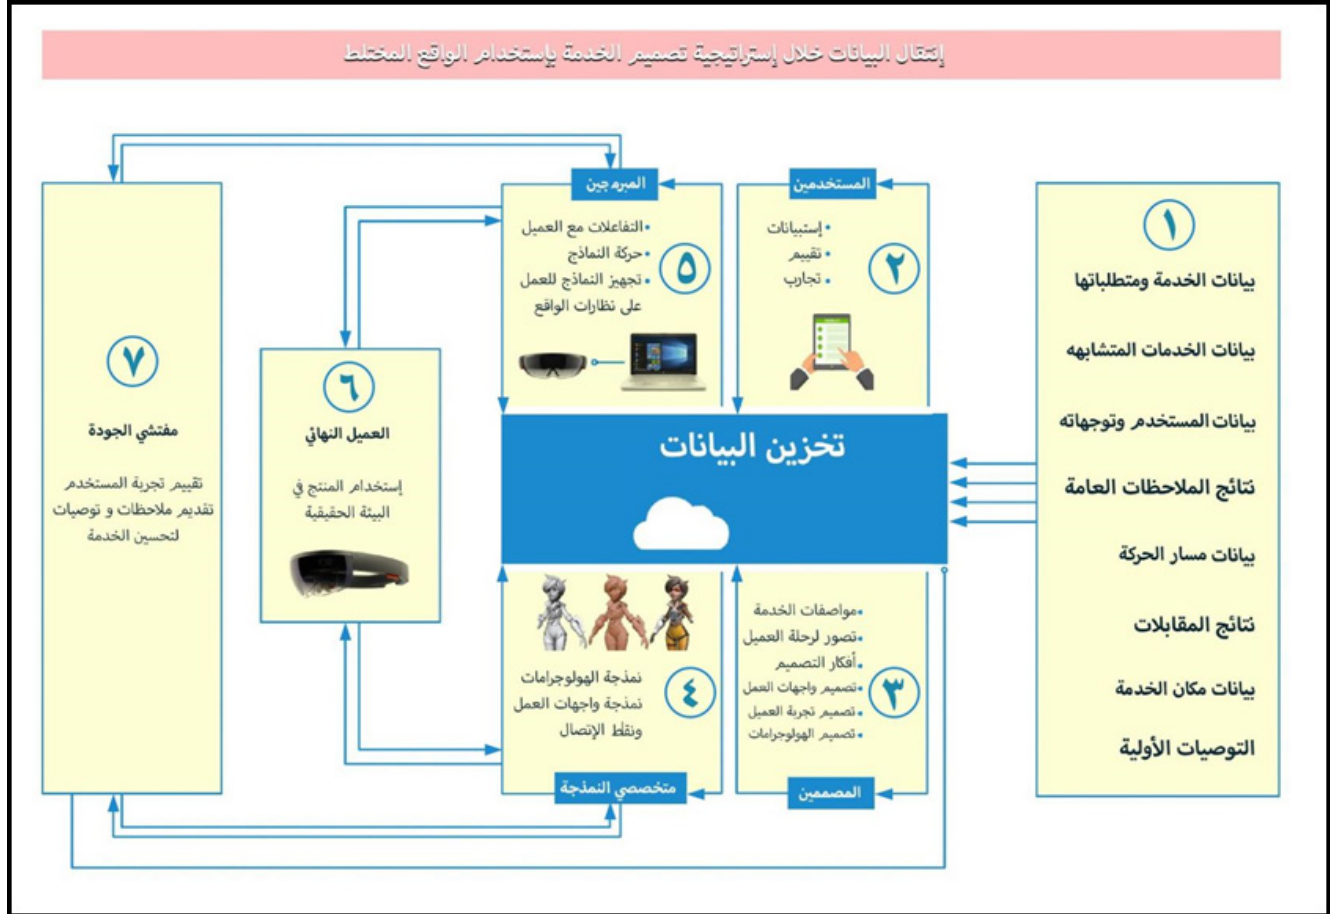 إنتقال البيانات خلال إستراتيجية تصميم الخدمة بإستخدام الواقع المختلط
١
بيانات الخدمة ومتطلباتها
بيانات الخدمات المتشابهه
بيانات المستخدم وتوجهاته
نتائج الملاحظات العامة
بيانات مسار الحركة
نتائج المقابلات
بيانات مكان الخدمة
التوصيات الأولية
المستخدمين
٢
• إستبيانات
• تقييم
• تجارب
تخزين البيانات
٣
• مواصفات الخدمة
• تصور لرحلة العميل
• أفكار التصميم
• تصميم واجهات العمل
• تصميم تجربة العميل
• تصميم الهولوجرامات
المصممين
٤
نمذجة الهولوجرامات
نمذجة واجهات العمل
ونقاط الإتصال
متخصصي النمذجة
المبرمجين
٥
• التفاعلات مع العميل
• حركة النماذج
• تجهيز النماذج للعمل
على نظارات الواقع
٦
العميل النهائي
إستخدام المنتج في
البيئة الحقيقية
٧
مفتشي الجودة
تقييم تجربة المستخدم
تقديم ملاحظات و توصيات
لتحسين الخدمة